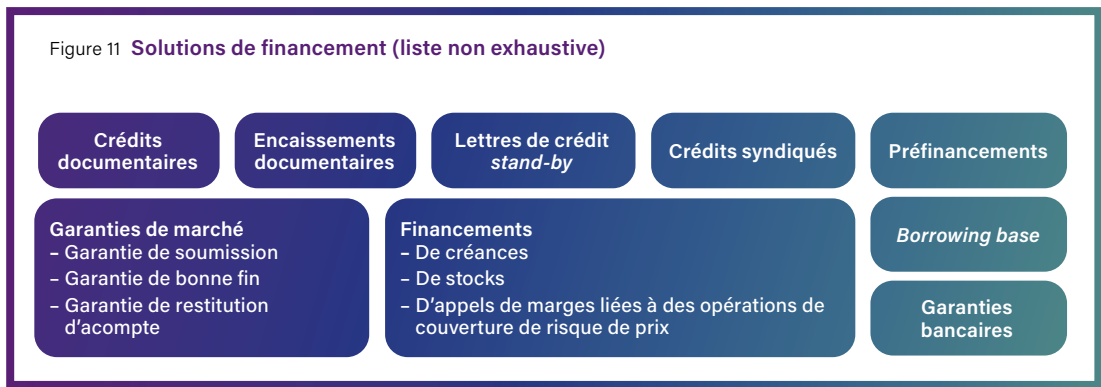 Figure 11 Solutions de financement (liste non exhaustive)
Crédits
documentaires
Encaissements
documentaires
Lettres de crédit
stand-by
Crédits syndiqués
Préfinancements
Garanties de marché
– Garantie de soumission
– Garantie de bonne fin
– Garantie de restitution
d'acompte
Financements
– De créances
– De stocks
– D'appels de marges liées à des opérations de
couverture de risque de prix
Borrowing base
Garanties
bancaires